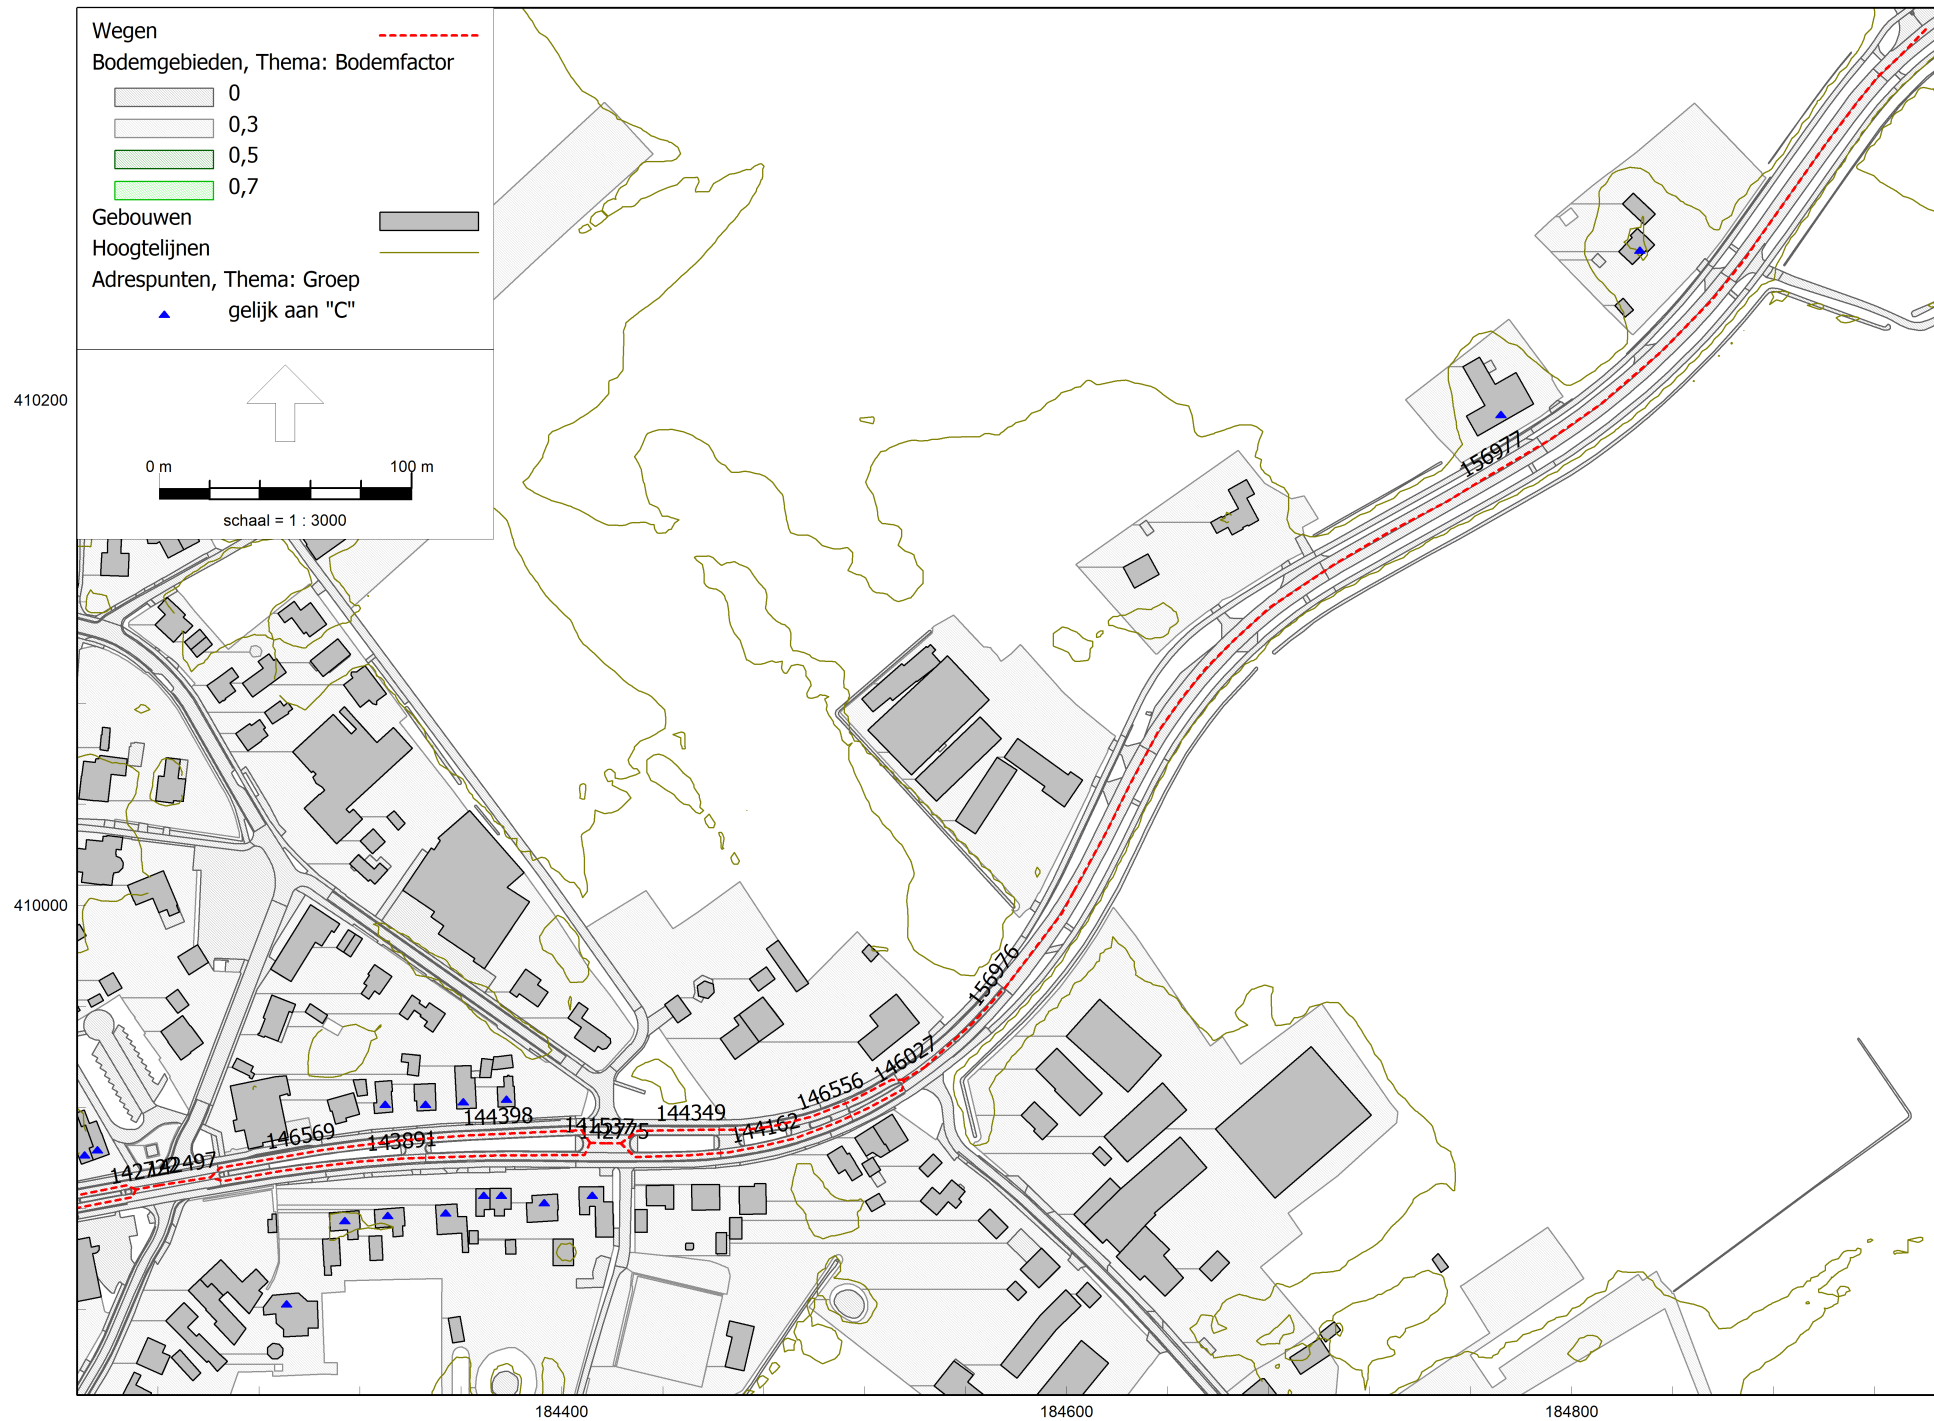 Wegen
Bodemgebieden, Thema: Bodemfactor
0
0,3
0,5
0,7
Gebouwen
Hoogtelijnen
Adrespunten, Thema: Groep
gelijk aan "C"
0 m 100 m
schaal = 1 : 3000
410200
410000
156977
156976
146027
146556
144349
144162
144398
143891
146569
184400
184600
184800